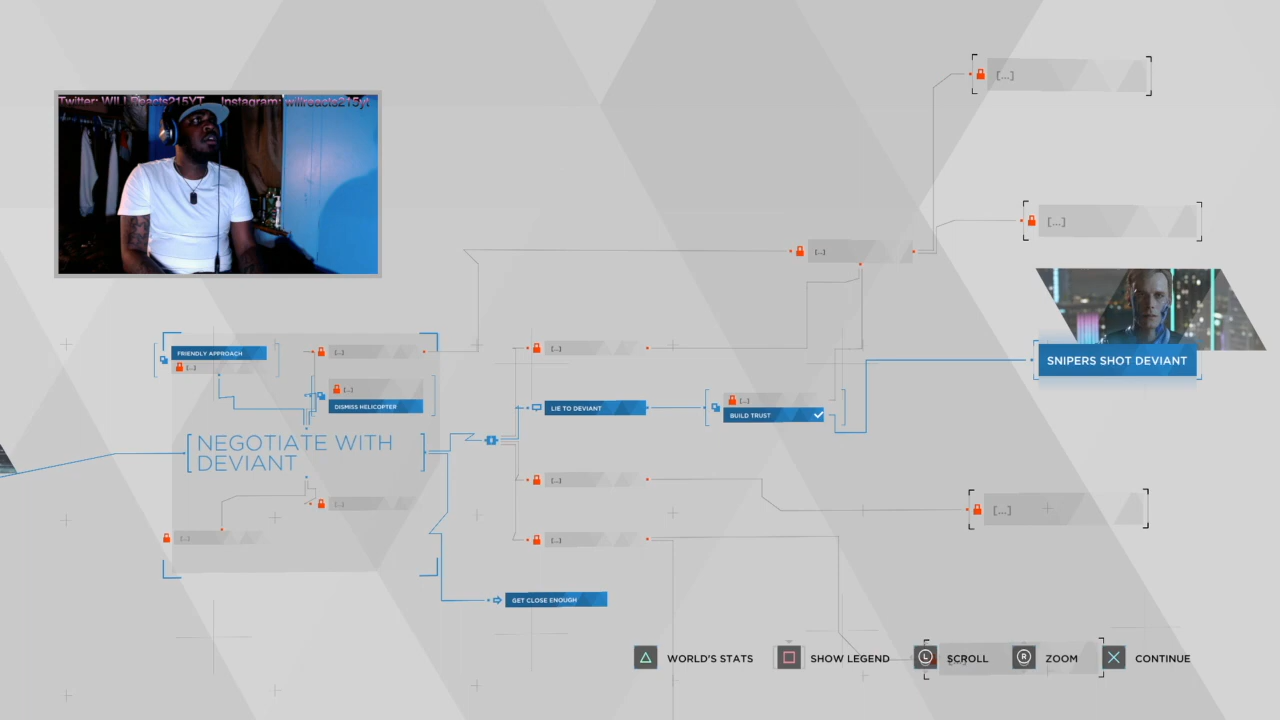 Twitter: WILLReacts215YT Instagram: willreacts215yt
[...]
[...]
[...]
SNIPERS SHOT DEVIANT
FRIENDLY APPROACH
[...]
[...]
[...]
DISMISS HELICOPTER
[...]
LIE TO DEVIANT
[...]
BUILD TRUST
NEGOTIATE WITH
DEVIANT
[...]
[...]
[...]
[...]
[...]
GET CLOSE ENOUGH
WORLD'S STATS
SHOW LEGEND
L
SCROLL
R
ZOOM
CONTINUE